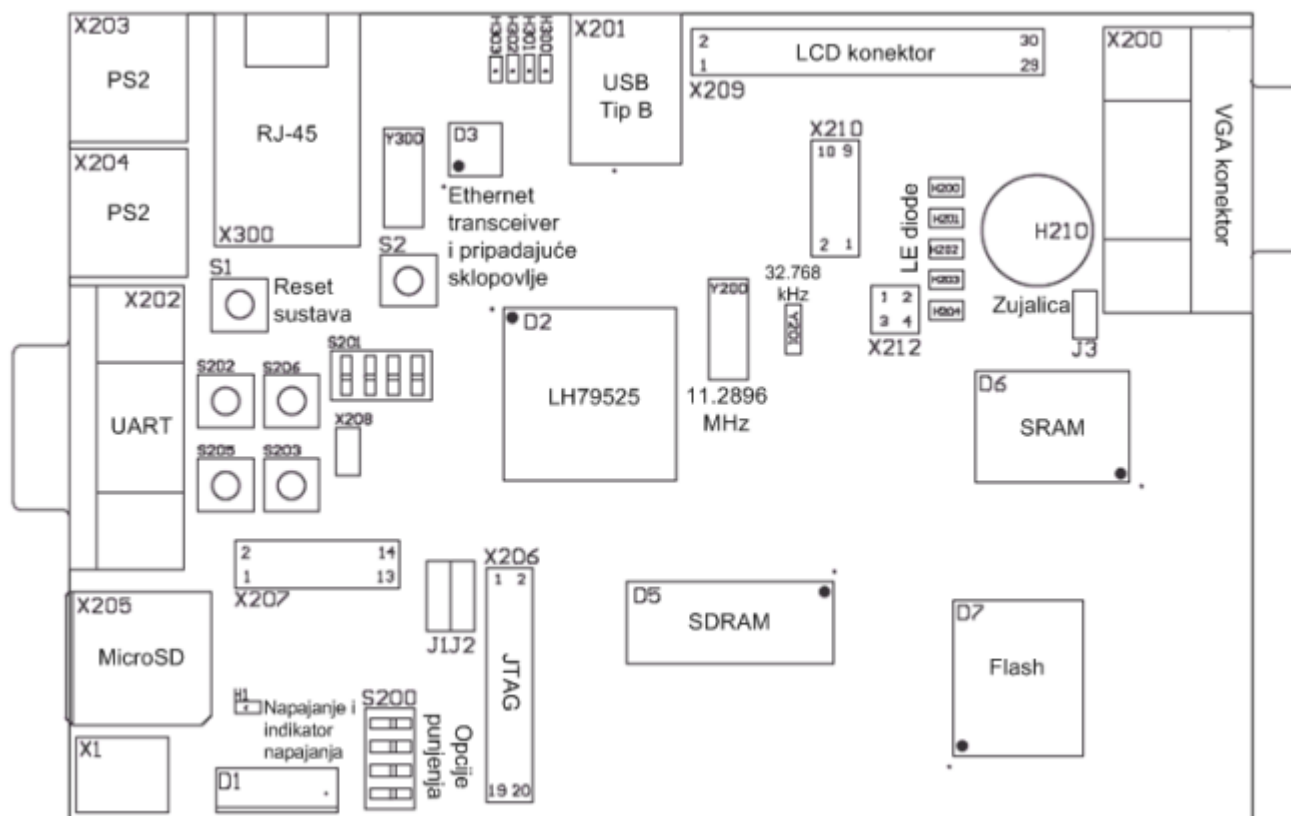 X203
PS2
X204
PS2
RJ-45
X300
H303
H302
H301
H300
Y300
D3
Ethernet
transceiver
i pripadajuće
sklopovlje
X201
USB
Tip B
2
30
1
29
LCD konektor
X209
X200
VGA konektor
X210
10 9
2 1
LE diode
H200
H201
H202
H203
H204
H210
Zujalica
J3
S1
Reset
sustava
S2
X202
UART
S201
S202
S206
X208
S205
S203
D2
LH79525
Y200
11.2896
MHz
32.768
kHz
Y201
1 2
3 4
X212
D6
SRAM
2
14
1
13
X207
X205
MicroSD
J1J2
X206
1 2
JTAG
19 20
D5
SDRAM
D7
Flash
H1
Napajanje i
indikator
napajanja
S200
Opcije
punjenja
X1
D1